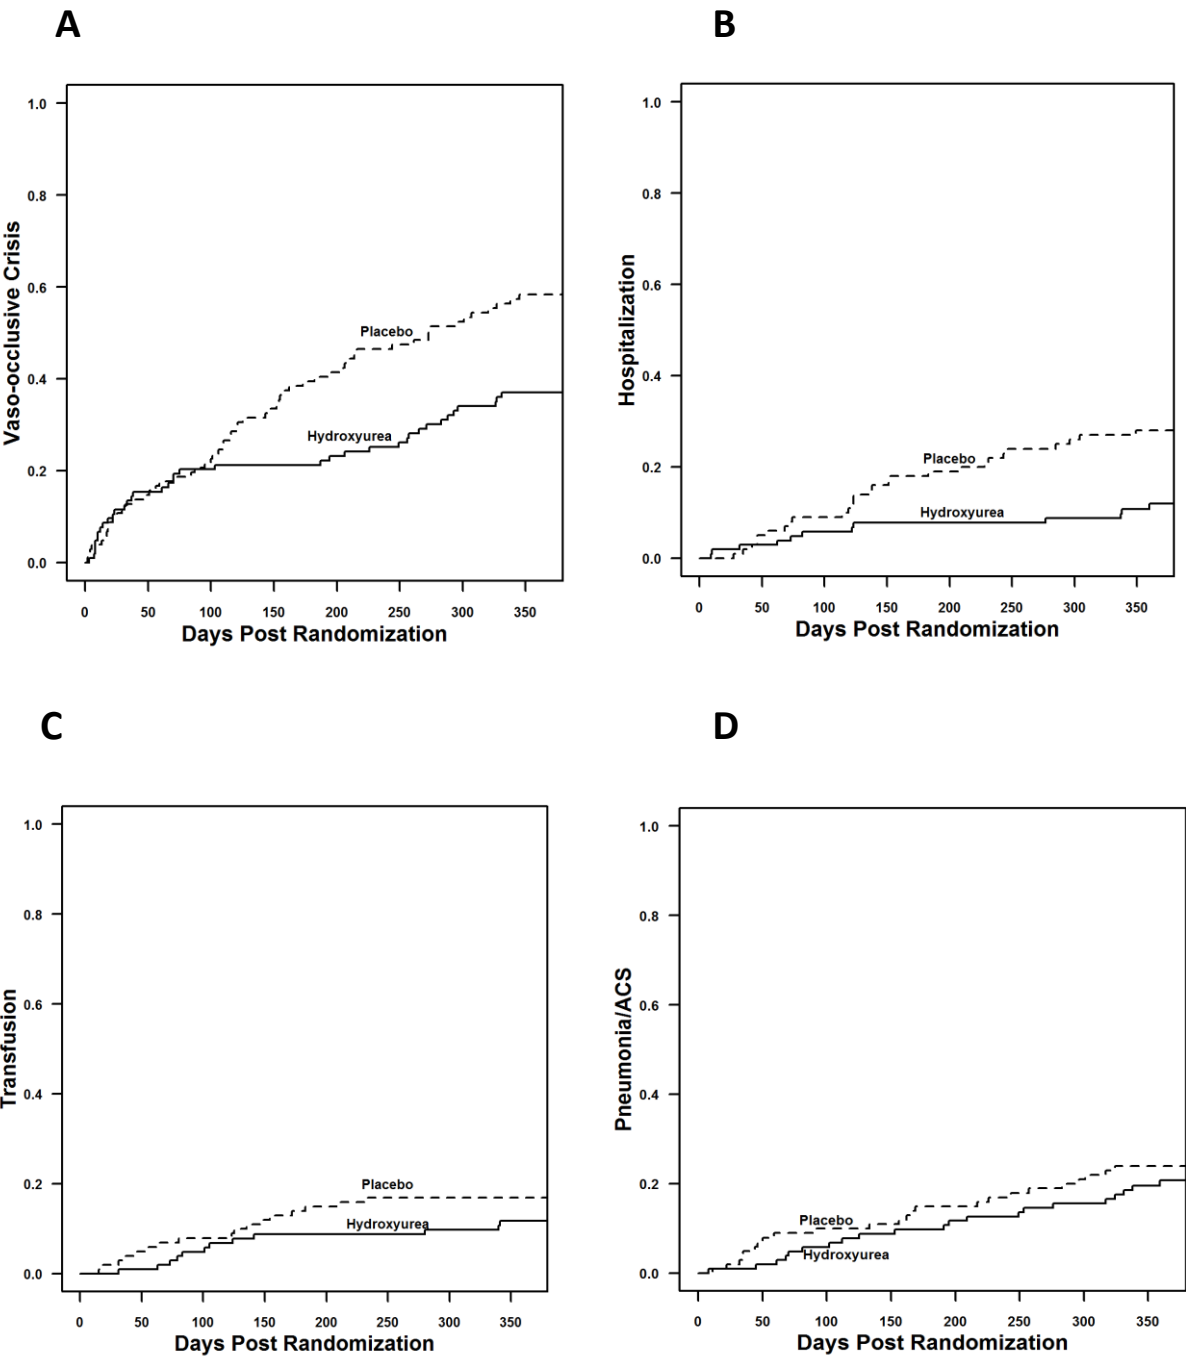 A
Vaso-occlusive Crisis
1.0
0.8
0.6
0.4
0.2
0.0
Placebo
Hydroxyurea
0 50 100 150 200 250 300 350
Days Post Randomization
B
Hospitalization
1.0
0.8
0.6
0.4
0.2
0.0
Placebo
Hydroxyurea
0 50 100 150 200 250 300 350
Days Post Randomization
C
Transfusion
1.0
0.8
0.6
0.4
0.2
0.0
Placebo
Hydroxyurea
0 50 100 150 200 250 300 350
Days Post Randomization
D
Pneumonia/ACS
1.0
0.8
0.6
0.4
0.2
0.0
Placebo
Hydroxyurea
0 50 100 150 200 250 300 350
Days Post Randomization